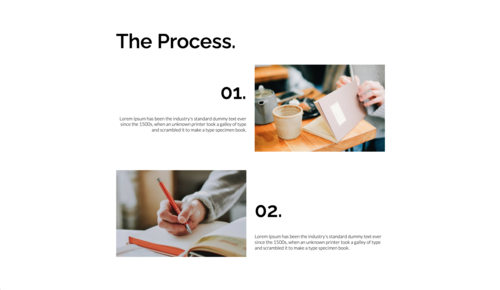 The Process.
01.
Lorem Ipsum has been the industry's standard dummy text ever
since the 1500s, when an unknown printer took a galley of type
and scrambled it to make a type specimen book.
02.
Lorem Ipsum has been the industry's standard dummy text ever
since the 1500s, when an unknown printer took a galley of type
and scrambled it to make a type specimen book.